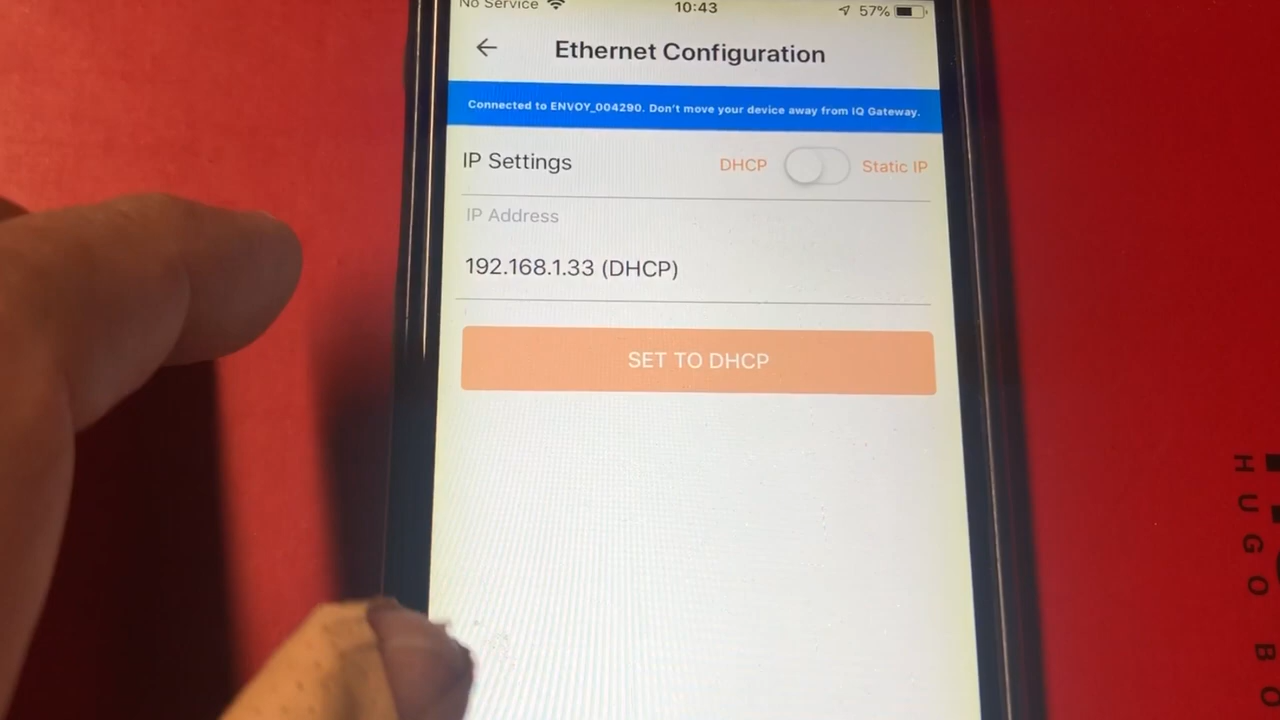 No Service 10:43 57%
Ethernet Configuration
Connected to ENVOY_004290. Don't move your device away from IQ Gateway.
IP Settings DHCP Static IP
IP Address
192.168.1.33 (DHCP)
SET TO DHCP
HUGO BO